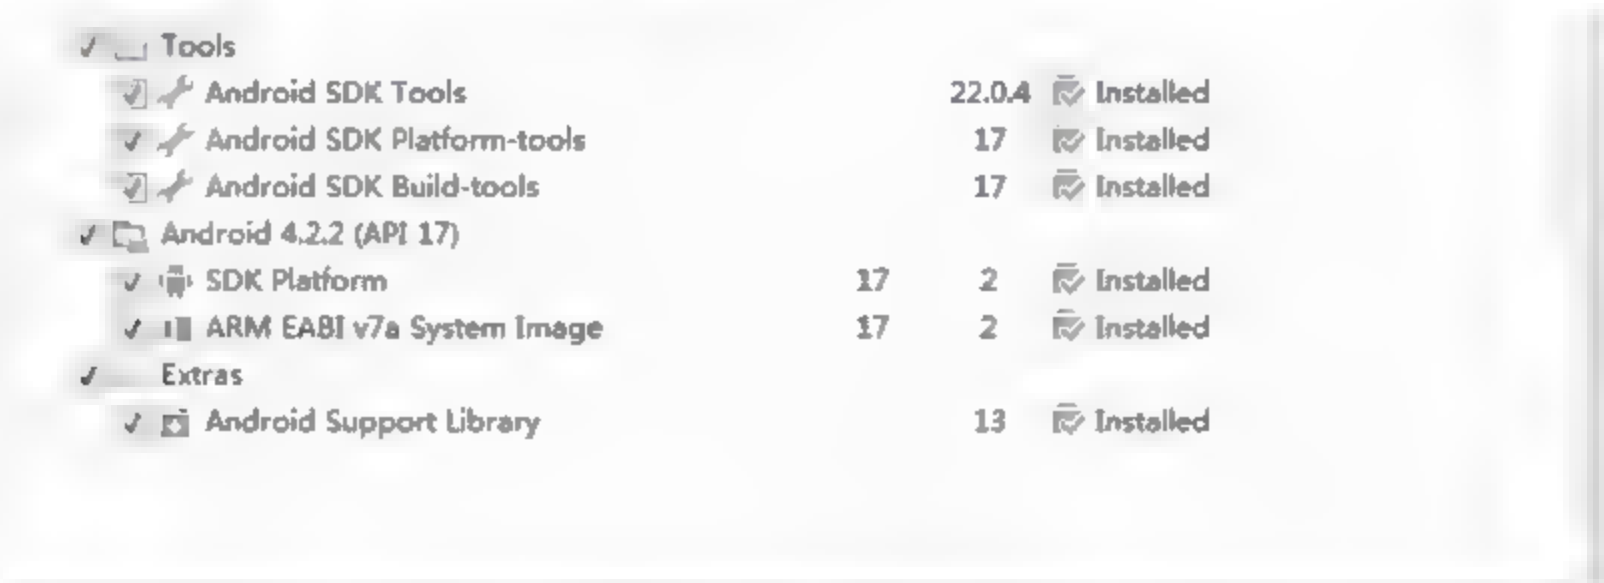 Tools
Android SDK Tools 22.0.4 Installed
Android SDK Platform-tools 17 Installed
Android SDK Build-tools 17 Installed
Android 4.2.2 (API 17)
SDK Platform 17 2 Installed
ARM EABI v7a System Image 17 2 Installed
Extras
Android Support Library 13 Installed